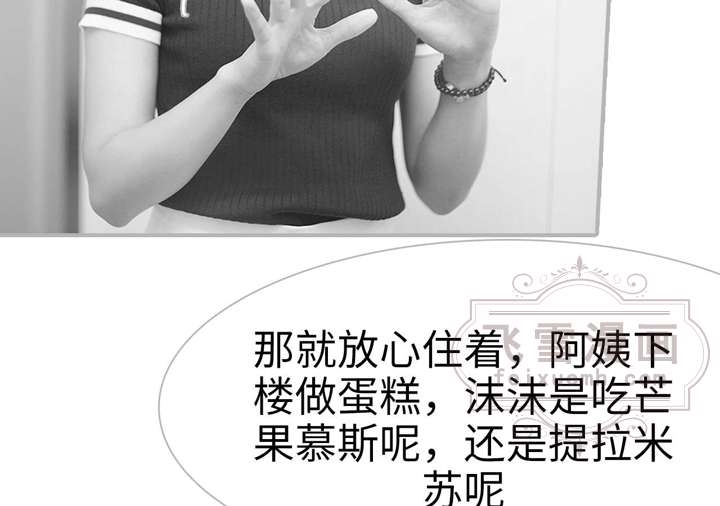 飞雪漫画
feixuemh.com
那就放心住着，阿姨下
楼做蛋糕，沫沫是吃芒
果慕斯呢，还是提拉米
苏呢